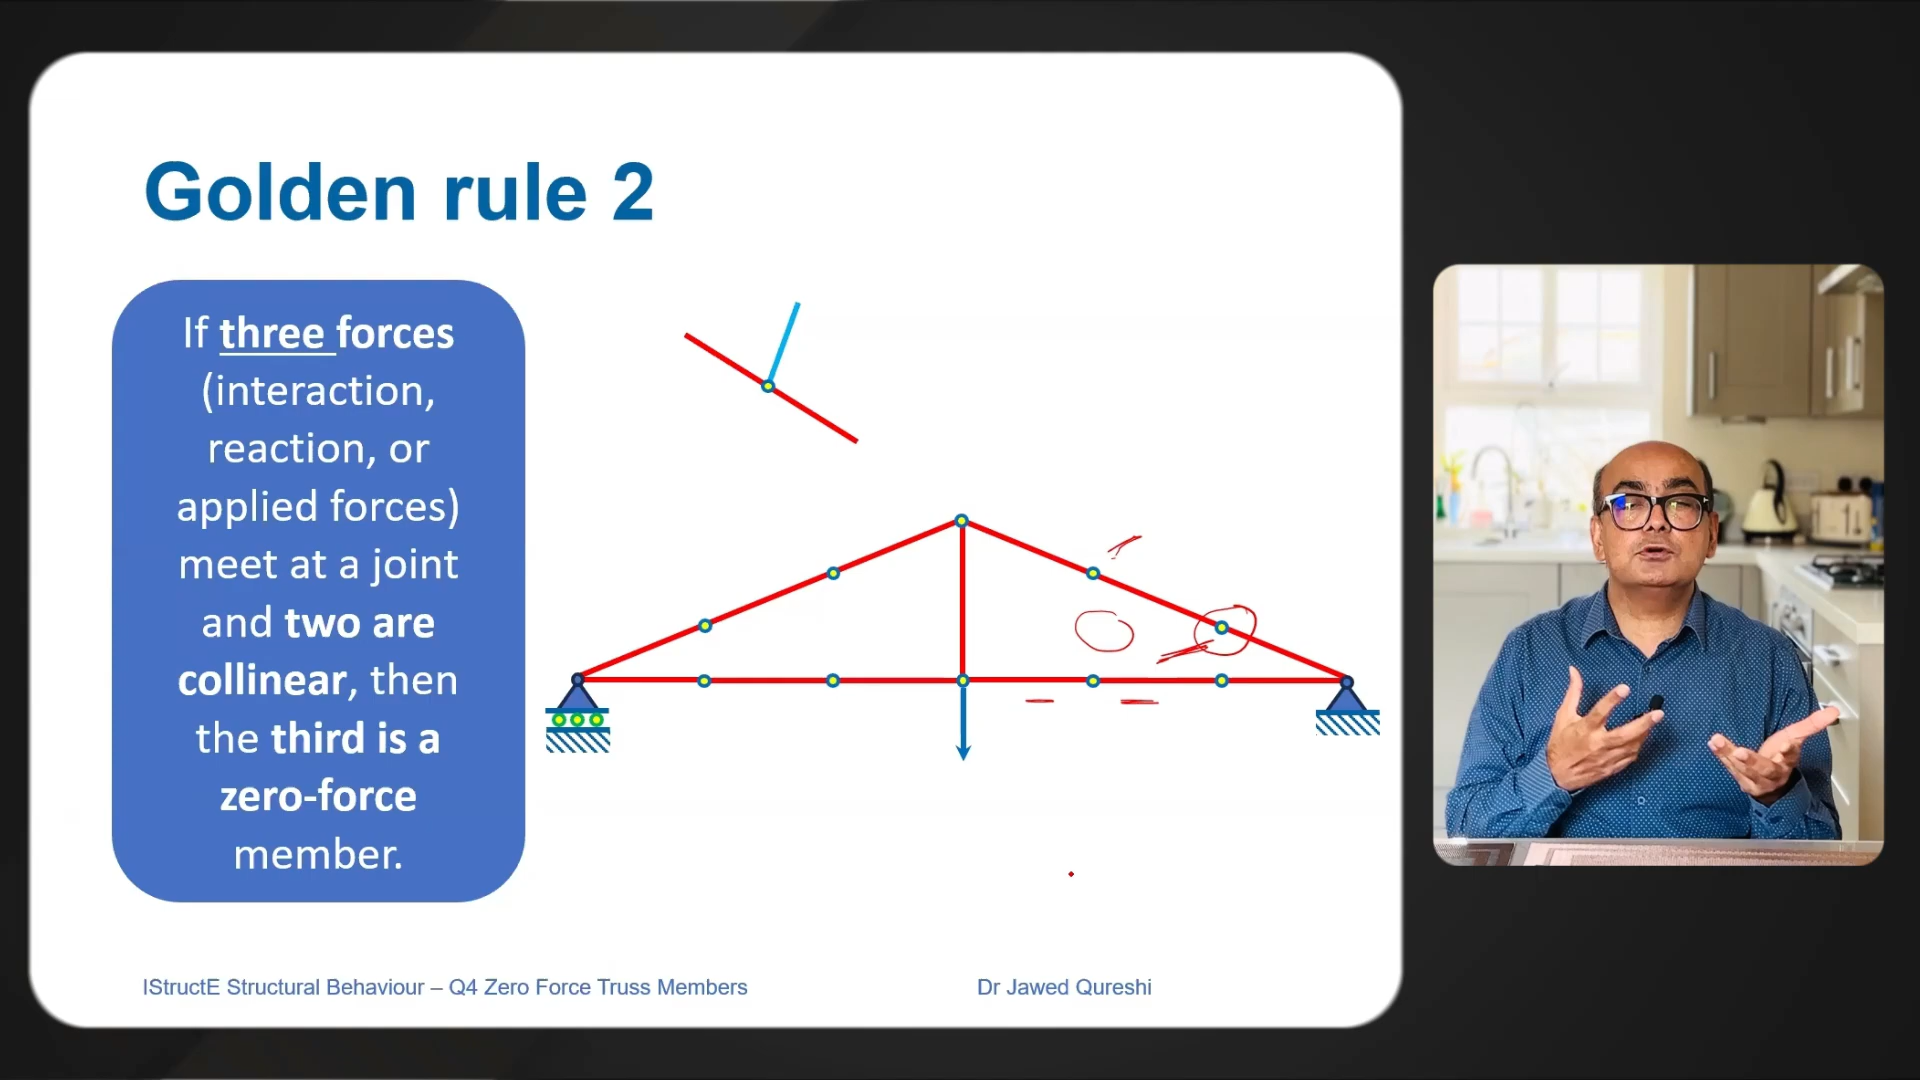 Golden rule 2
If three forces
(interaction,
reaction, or
applied forces)
meet at a joint
and two are
collinear, then
the third is a
zero-force
member.
IStructE Structural Behaviour – Q4 Zero Force Truss Members
Dr Jawed Qureshi